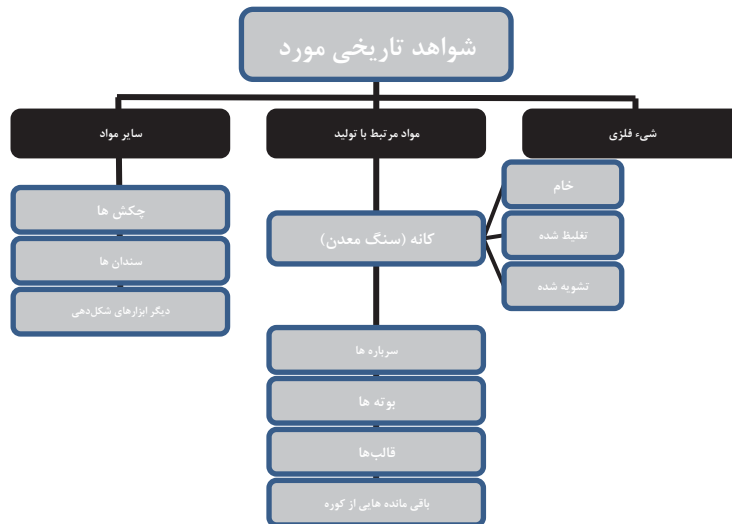 شواهد تاریخی مورد
شیء فلزی
مواد مرتبط با تولید
سایر مواد
خام
تغلیظ شده
تشویه شده
کانه (سنگ معدن)
سرباره ها
بوته ها
قالب‌ها
باقی مانده هایی از کوره
چکش ها
سندان ها
دیگر ابزارهای شکل‌دهی